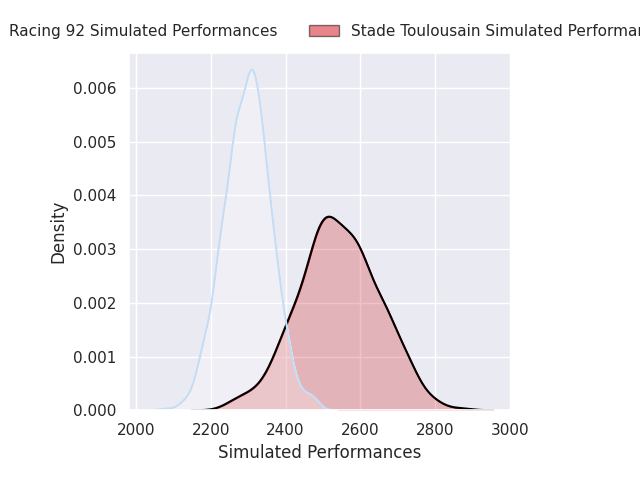 Racing 92 Simulated Performances
Stade Toulousain Simulated
0.006
0.005
0.004
0.003
0.002
0.001
0.000
Density
2000 2200 2400 2600 2800 3000
Simulated Performances